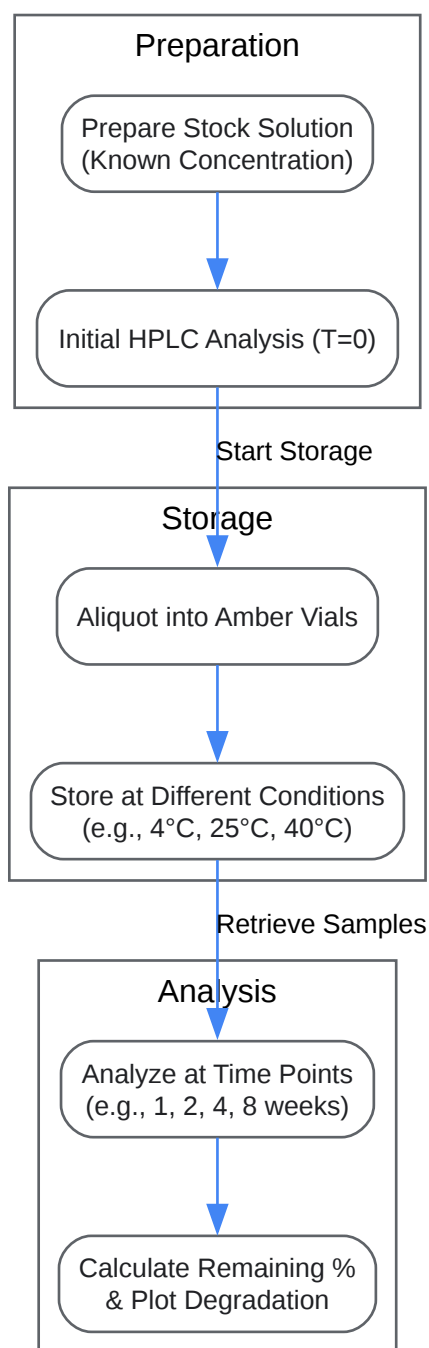 Preparation
Prepare Stock Solution
(Known Concentration)
Initial HPLC Analysis (T=0)
Start Storage
Storage
Aliquot into Amber Vials
Store at Different Conditions
(e.g., 4°C, 25°C, 40°C)
Retrieve Samples
Analysis
Analyze at Time Points
(e.g., 1, 2, 4, 8 weeks)
Calculate Remaining %
& Plot Degradation